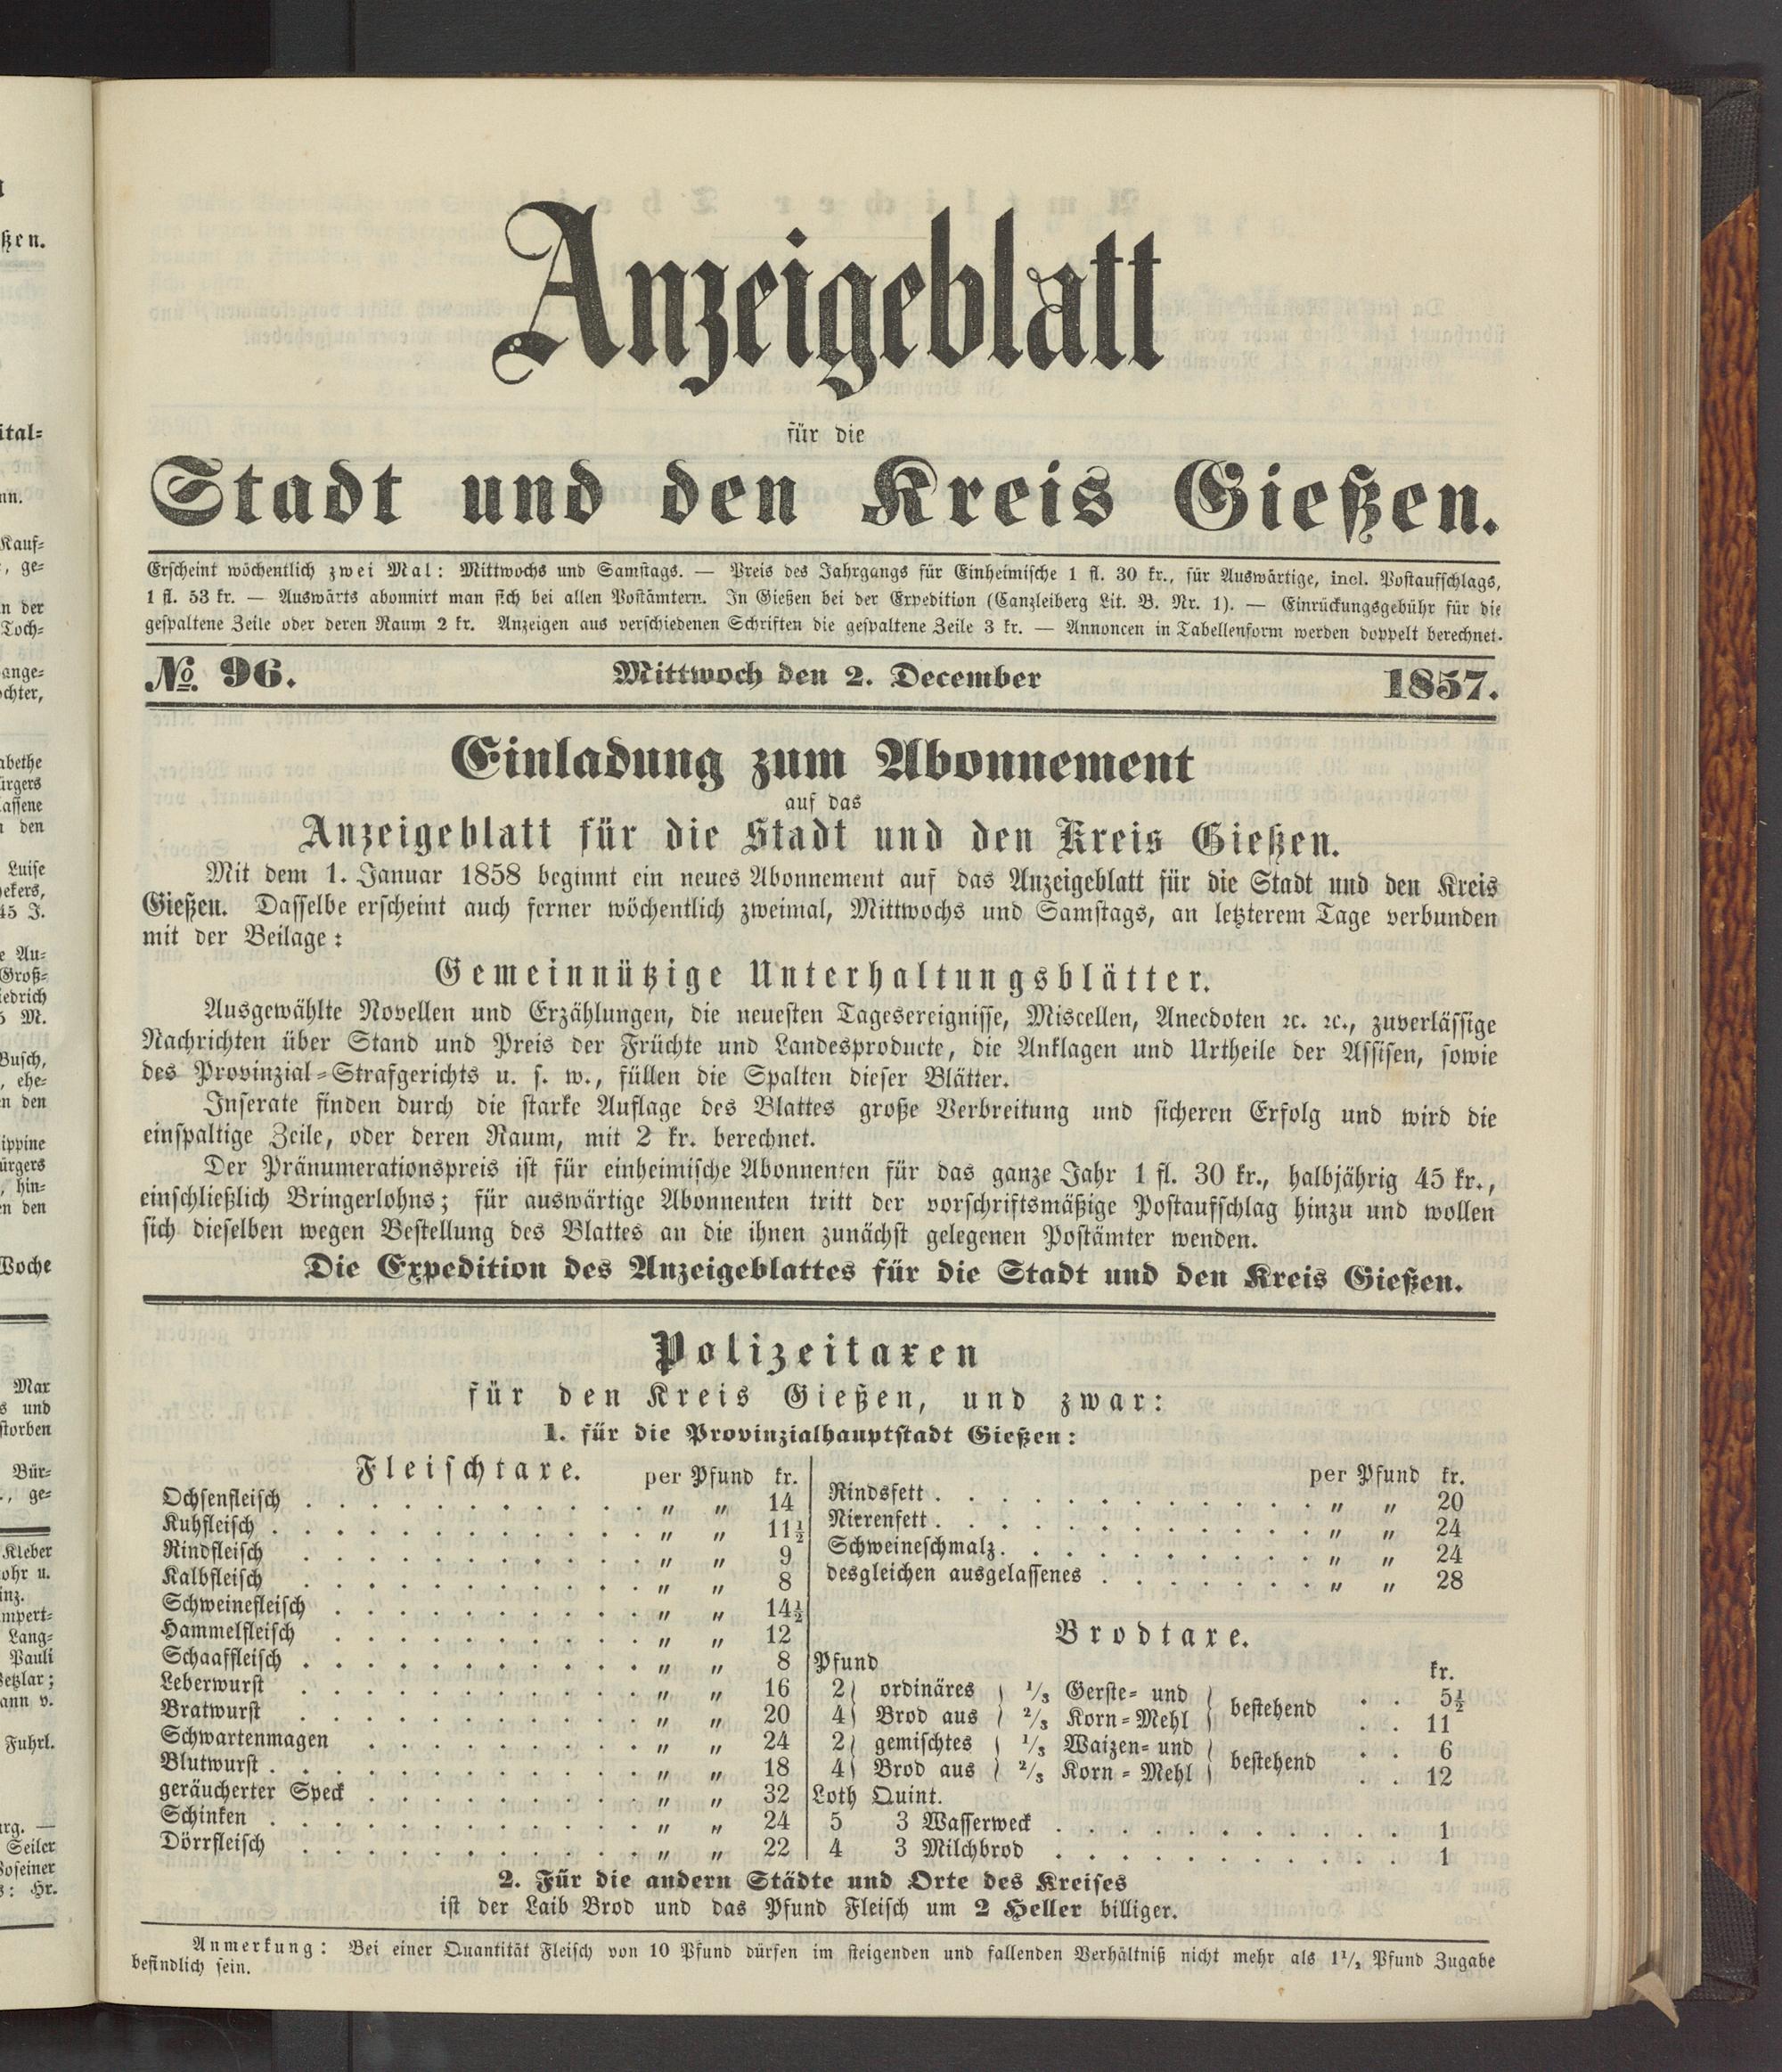 Anzeigeblatt
für die
Stadt und den Kreis Gießen.
Erscheint wöchentlich zwei Mal: Mittwochs und Samstags. — Preis des Jahrgangs für Einheimische 1 fl. 30 kr., für Auswärtige, incl. Postaufschlags,
1 fl. 53 kr. — Auswärts abonnirt man sich bei allen Postämtern. In Gießen bei der Expedition (Canzleiberg Lit. B. Nr. 1). — Einrückungsgebühr für die
gespaltene Zeile oder deren Raum 2 kr. Anzeigen aus verschiedenen Schriften die gespaltene Zeile 3 kr. — Annoncen in Tabellenform werden doppelt berechnet.
№ 96. Mittwoch den 2. December 1857.
Einladung zum Abonnement
auf das
Anzeigeblatt für die Stadt und den Kreis Gießen.
Mit dem 1. Januar 1858 beginnt ein neues Abonnement auf das Anzeigeblatt für die Stadt und den Kreis
Gießen. Dasselbe erscheint auch ferner wöchentlich zweimal, Mittwochs und Samstags, an letzterem Tage verbunden
mit der Beilage:
Gemeinnützige Unterhaltungsblätter.
Ausgewählte Novellen und Erzählungen, die neuesten Tagesereignisse, Miscellen, Anecdoten ꝛc. ꝛc., zuverlässige
Nachrichten über Stand und Preis der Früchte und Landesproducte, die Anklagen und Urtheile der Assisen, sowie
des Provinzial-Strafgerichts u. s. w., füllen die Spalten dieser Blätter.
Inserate finden durch die starke Auflage des Blattes große Verbreitung und sicheren Erfolg und wird die
einspaltige Zeile, oder deren Raum, mit 2 kr. berechnet.
Der Pränumerationspreis ist für einheimische Abonnenten für das ganze Jahr 1 fl. 30 kr., halbjährig 45 kr.,
einschließlich Bringerlohns; für auswärtige Abonnenten tritt der vorschriftsmäßige Postaufschlag hinzu und wollen
sich dieselben wegen Bestellung des Blattes an die ihnen zunächst gelegenen Postämter wenden.
Die Expedition des Anzeigeblattes für die Stadt und den Kreis Gießen.
Polizeitaxen
für den Kreis Gießen, und zwar:
1. für die Provinzialhauptstadt Gießen:
Fleischtaxe. per Pfund kr.
Ochsenfleisch . . . . . . . . . . . „ „ 14
Kuhfleisch . . . . . . . . . . . . „ „ 11½
Rindfleisch . . . . . . . . . . . „ „ 9
Kalbfleisch . . . . . . . . . . . „ „ 8
Schweinefleisch . . . . . . . . . . „ „ 14½
Hammelfleisch . . . . . . . . . . „ „ 12
Schaaffleisch . . . . . . . . . . . „ „ 8
Leberwurst . . . . . . . . . . . „ „ 16
Bratwurst . . . . . . . . . . . „ „ 20
Schwartenmagen . . . . . . . . . „ „ 24
Blutwurst . . . . . . . . . . . . „ „ 18
geräucherter Speck . . . . . . . . . „ „ 32
Schinken . . . . . . . . . . . . „ „ 24
Dörrfleisch . . . . . . . . . . . „ „ 22
per Pfund kr.
Rindsfett . . . . . . . . . . . . „ „ 20
Nierenfett . . . . . . . . . . . . „ „ 24
Schweineschmalz . . . . . . . . . . „ „ 24
desgleichen ausgelassenes . . . . . . . „ „ 28
Brodtaxe.
Pfund kr.
2 ordinäres 1/3 Gerste- und bestehend . . 5½
4 Brod aus 2/3 Korn-Mehl . . 11
2 gemischtes 1/3 Waizen- und bestehend . . 6
4 Brod aus 2/3 Korn-Mehl . . 12
Loth Quint.
5 3 Wasserweck . . . . . . . . . . . 1
4 3 Milchbrod . . . . . . . . . . . 1
2. Für die andern Städte und Orte des Kreises
ist der Laib Brod und das Pfund Fleisch um 2 Heller billiger.
Anmerkung: Bei einer Quantität Fleisch von 10 Pfund dürfen im steigenden und fallenden Verhältniß nicht mehr als 1½ Pfund Zugabe
befindlich sein.